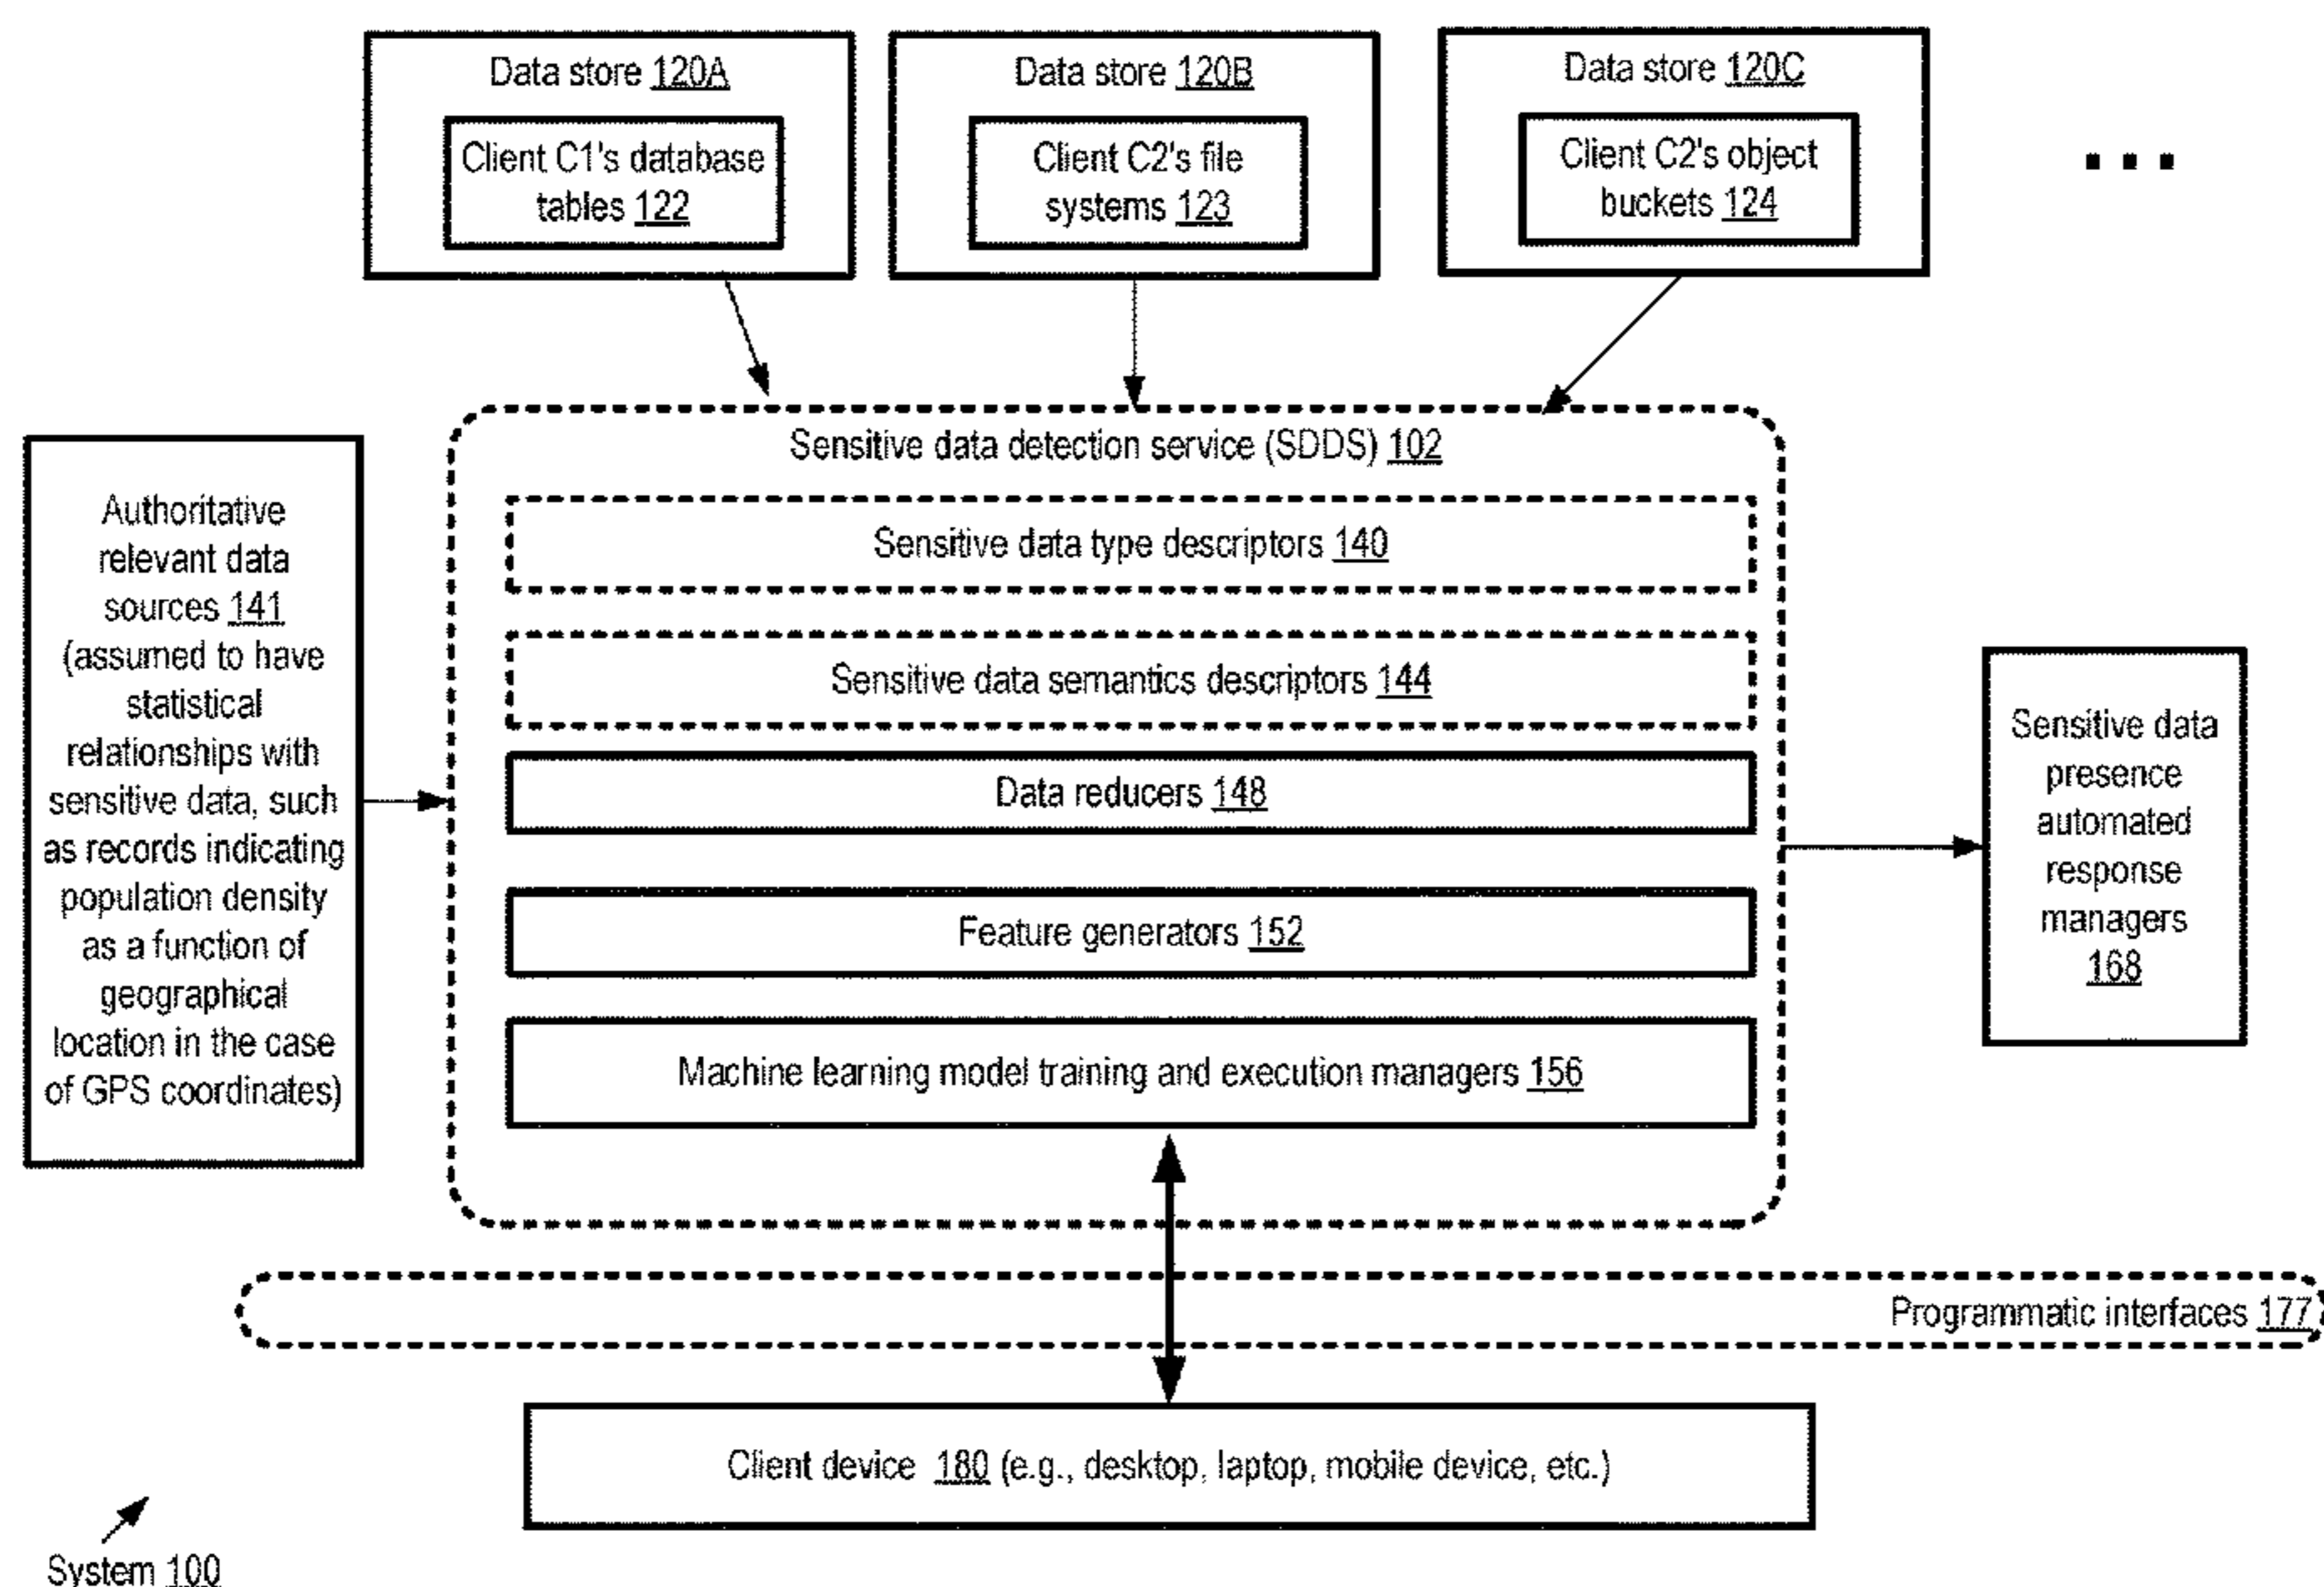 Data store 120A
Client C1's database
tables 122
Data store 120B
Client C2's file
systems 123
Data store 120C
Client C2's object
buckets 124
...
Authoritative
relevant data
sources 141
(assumed to have
statistical
relationships with
sensitive data, such
as records indicating
population density
as a function of
geographical
location in the case
of GPS coordinates)
Sensitive data detection service (SDDS) 102
Sensitive data type descriptors 140
Sensitive data semantics descriptors 144
Data reducers 148
Feature generators 152
Machine learning model training and execution managers 156
Sensitive data
presence
automated
response
managers
168
Programmatic interfaces 177
Client device 180 (e.g., desktop, laptop, mobile device, etc.)
System 100